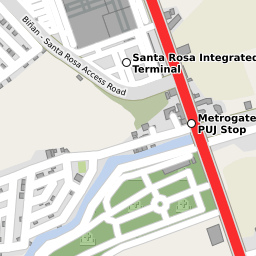 Biñan - Santa Rosa Access Road
Santa Rosa Integrated
Terminal
Metrogate
PUJ Stop